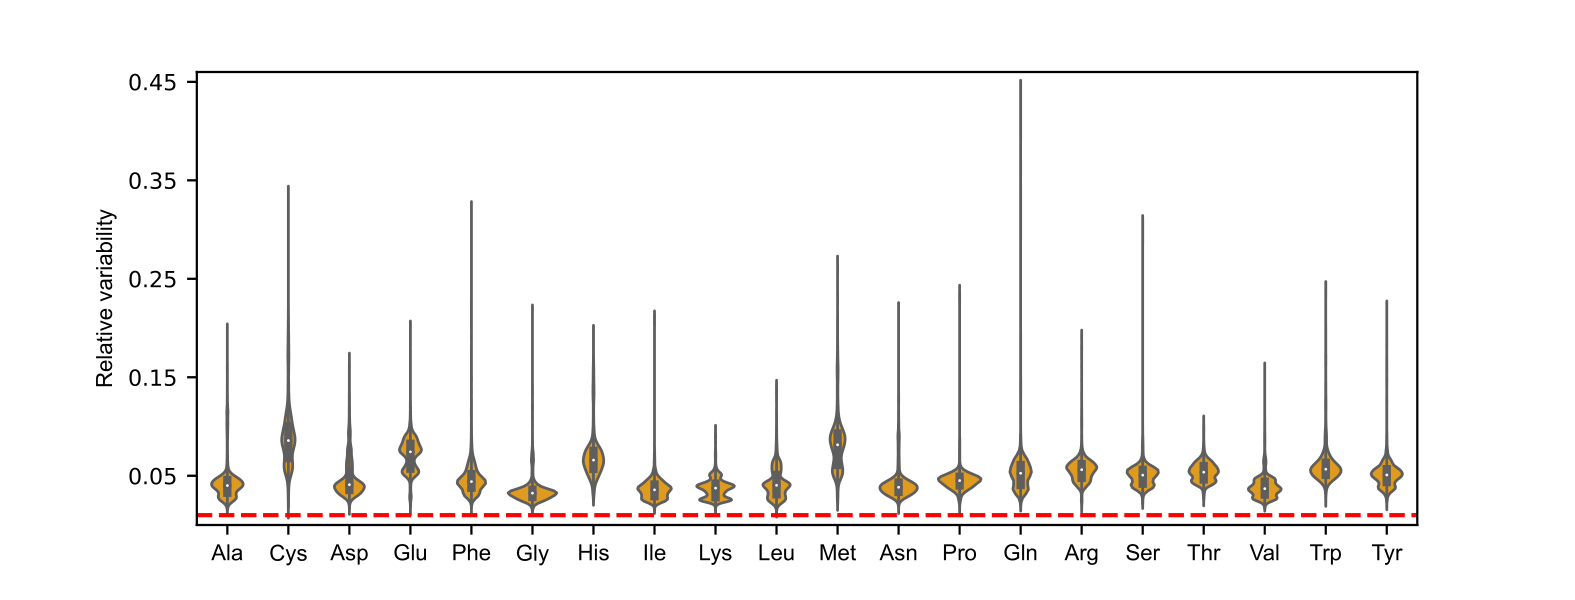 0.45
0.35
0.25
0.15
0.05
Relative variability
Ala Cys Asp Glu Phe Gly His Ile Lys Leu Met Asn Pro Gln Arg Ser Thr Val Trp Tyr